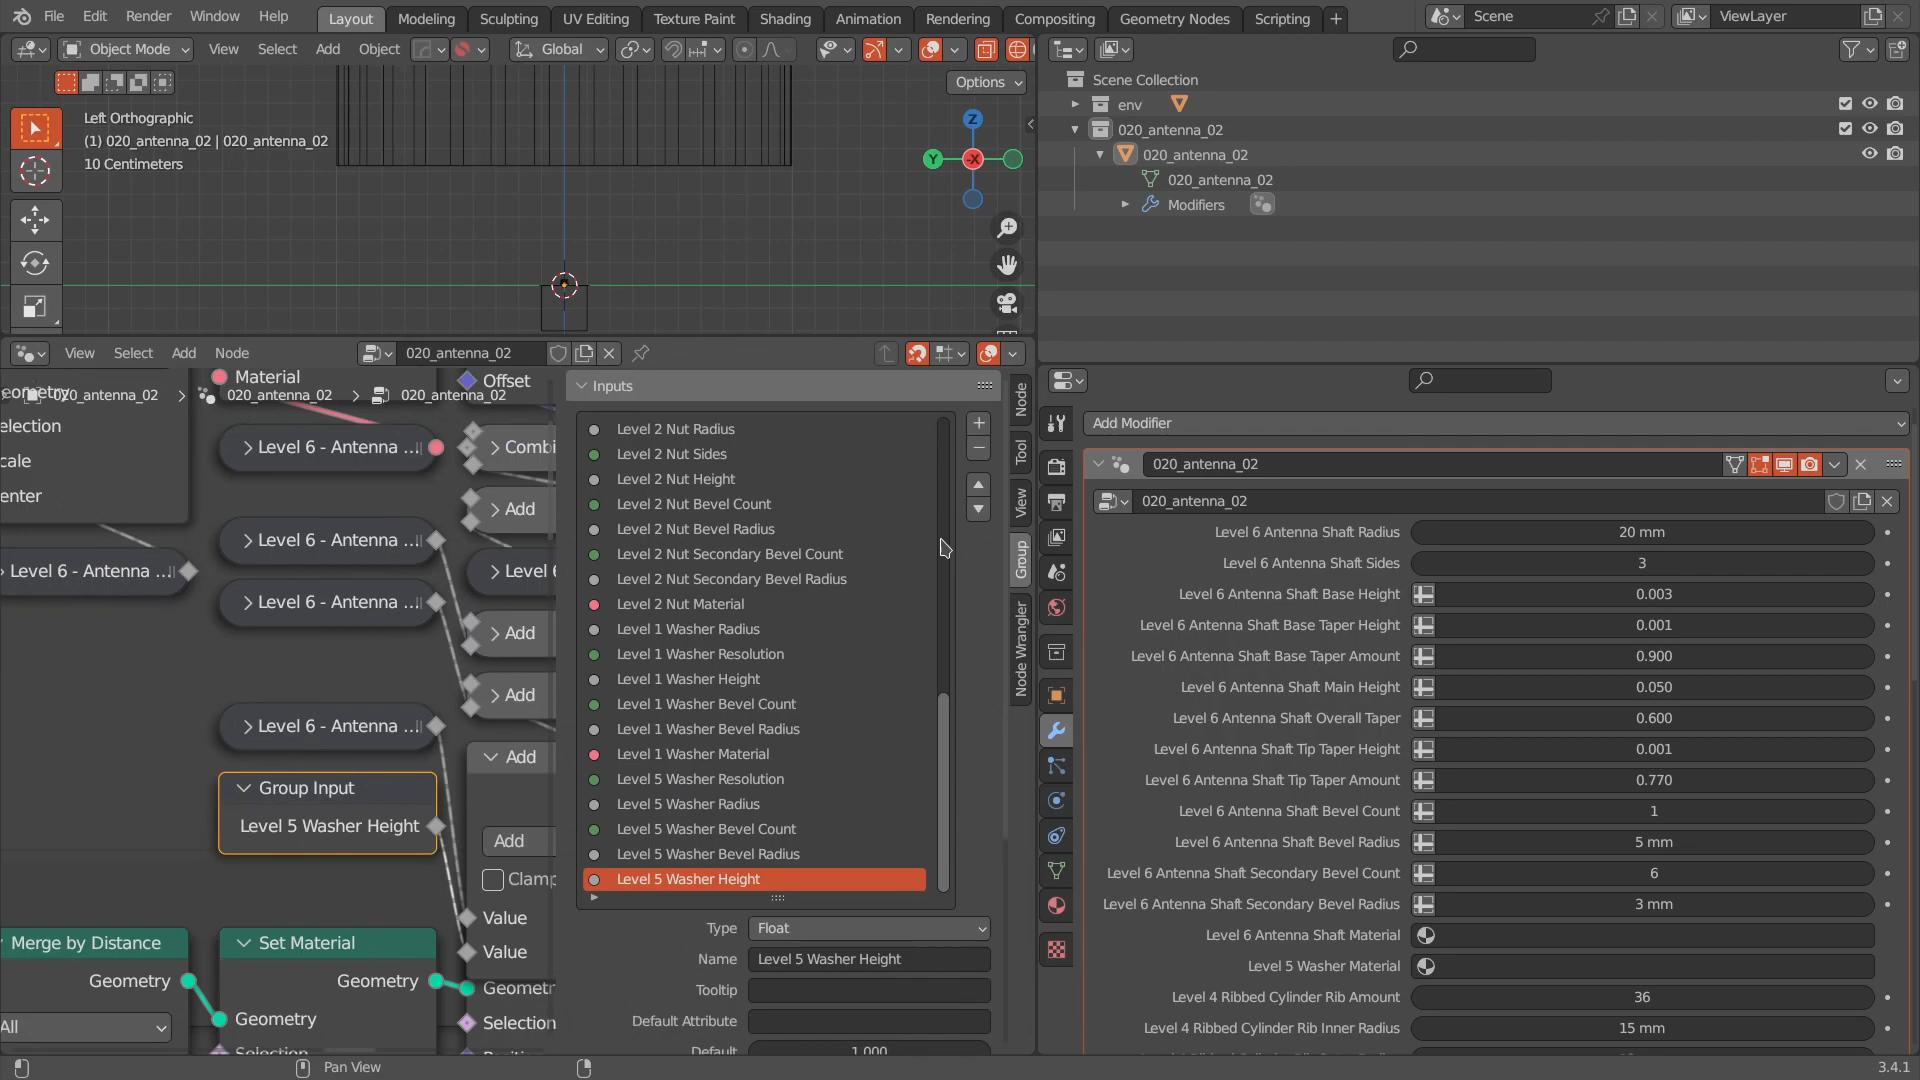 File Edit Render Window Help Layout Modeling Sculpting UV Editing Texture Paint Shading Animation Rendering Compositing Geometry Nodes Scripting + Scene ViewLayer
Object Mode View Select Add Object Global
Options
Left Orthographic
(1) 020_antenna_02 | 020_antenna_02
10 Centimeters
Z
Y
-X
Scene Collection
env
020_antenna_02
020_antenna_02
020_antenna_02
Modifiers
View Select Add Node 020_antenna_02
Material
Offset
020_antenna_02 > 020_antenna_02 > 020_antenna_02
election
cale
enter
Level 6 - Antenna ...
Combi
Add
Level 6 - Antenna ...
Level 6 - Antenna ...
Level 6
Level 6 - Antenna ...
Add
Add
Level 6 - Antenna ...
Add
Group Input
Level 5 Washer Height
Add
Clamp
Value
Value
Merge by Distance
Geometry
Geometry
All
Set Material
Geometry
Geometr
Selection
Selection
Inputs
Level 2 Nut Radius
Level 2 Nut Sides
Level 2 Nut Height
Level 2 Nut Bevel Count
Level 2 Nut Bevel Radius
Level 2 Nut Secondary Bevel Count
Level 2 Nut Secondary Bevel Radius
Level 2 Nut Material
Level 1 Washer Radius
Level 1 Washer Resolution
Level 1 Washer Height
Level 1 Washer Bevel Count
Level 1 Washer Bevel Radius
Level 1 Washer Material
Level 5 Washer Resolution
Level 5 Washer Radius
Level 5 Washer Bevel Count
Level 5 Washer Bevel Radius
Level 5 Washer Height
Type Float
Name Level 5 Washer Height
Tooltip
Default Attribute
Default 1.000
Node
Tool
View
Group
Node Wrangler
Add Modifier
020_antenna_02
020_antenna_02
Level 6 Antenna Shaft Radius 20 mm
Level 6 Antenna Shaft Sides 3
Level 6 Antenna Shaft Base Height 0.003
Level 6 Antenna Shaft Base Taper Height 0.001
Level 6 Antenna Shaft Base Taper Amount 0.900
Level 6 Antenna Shaft Main Height 0.050
Level 6 Antenna Shaft Overall Taper 0.600
Level 6 Antenna Shaft Tip Taper Height 0.001
Level 6 Antenna Shaft Tip Taper Amount 0.770
Level 6 Antenna Shaft Bevel Count 1
Level 6 Antenna Shaft Bevel Radius 5 mm
Level 6 Antenna Shaft Secondary Bevel Count 6
Level 6 Antenna Shaft Secondary Bevel Radius 3 mm
Level 6 Antenna Shaft Material
Level 5 Washer Material
Level 4 Ribbed Cylinder Rib Amount 36
Level 4 Ribbed Cylinder Rib Inner Radius 15 mm
Pan View
3.4.1